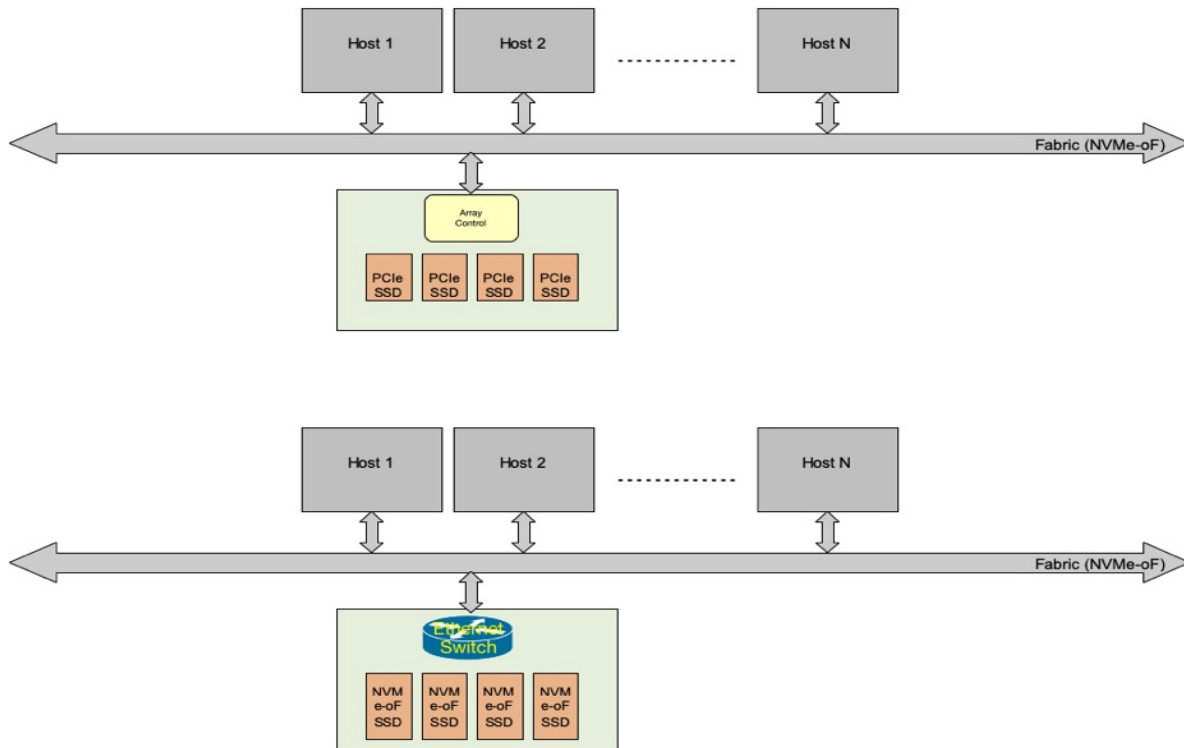 Host 1
Host 2
Host N
Fabric (NVMe-oF)
Array
Control
PCIe
SSD
PCIe
SSD
PCIe
SSD
PCIe
SSD
Host 1
Host 2
Host N
Fabric (NVMe-oF)
Ethernet
Switch
NVM
e-oF
SSD
NVM
e-oF
SSD
NVM
e-oF
SSD
NVM
e-oF
SSD